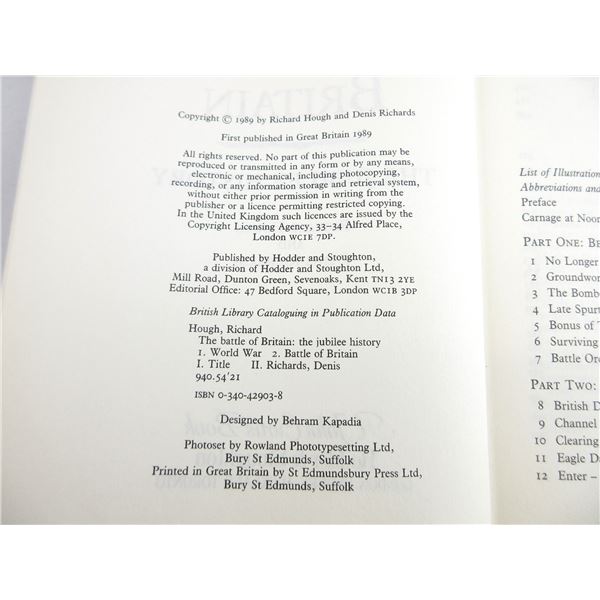 Copyright © 1989 by Richard Hough and Denis Richards
First published in Great Britain 1989
All rights reserved. No part of this publication may be
reproduced or transmitted in any form or by any means,
electronic or mechanical, including photocopying,
recording, or any information storage and retrieval system,
without either prior permission in writing from the
publisher or a licence permitting restricted copying.
In the United Kingdom such licences are issued by the
Copyright Licensing Agency, 33–34 Alfred Place,
London WC1E 7DP.
Published by Hodder and Stoughton,
a division of Hodder and Stoughton Ltd,
Mill Road, Dunton Green, Sevenoaks, Kent TN13 2YE
Editorial Office: 47 Bedford Square, London WC1B 3DP
British Library Cataloguing in Publication Data
Hough, Richard
The battle of Britain: the jubilee history
1. World War 2. Battle of Britain
I. Title II. Richards, Denis
940.54'21
ISBN 0-340-42903-8
Designed by Behram Kapadia
Photoset by Rowland Phototypesetting Ltd,
Bury St Edmunds, Suffolk
Printed in Great Britain by St Edmundsbury Press Ltd,
Bury St Edmunds, Suffolk
List of Illustration
Abbreviations and
Preface
Carnage at Noon
PART ONE: BE
1 No Longer
2 Groundwor
3 The Bomb
4 Late Spurt
5 Bonus of
6 Surviving
7 Battle Or
PART TWO:
8 British D
9 Channel
10 Clearing
11 Eagle D
12 Enter –